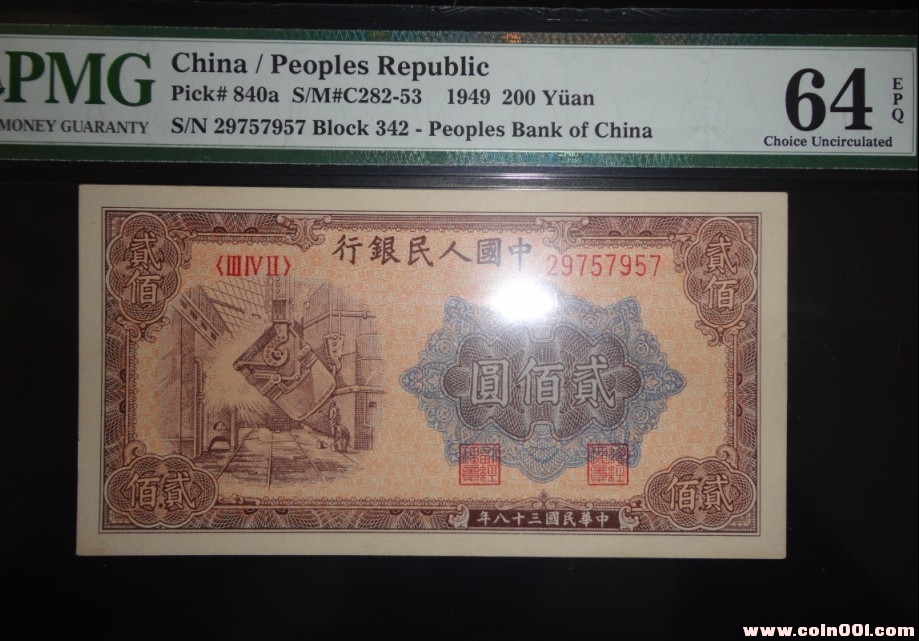 PMG
MONEY GUARANTY
China / Peoples Republic
Pick# 840a S/M#C282-53 1949 200 Yüan
S/N 29757957 Block 342 - Peoples Bank of China
64
EPQ
Choice Uncirculated
行銀民人國中
〈III IV II〉
29757957
貳佰
貳佰
圓佰貳
佰貳
佰貳
年八十三國民華中
www.coin001.com